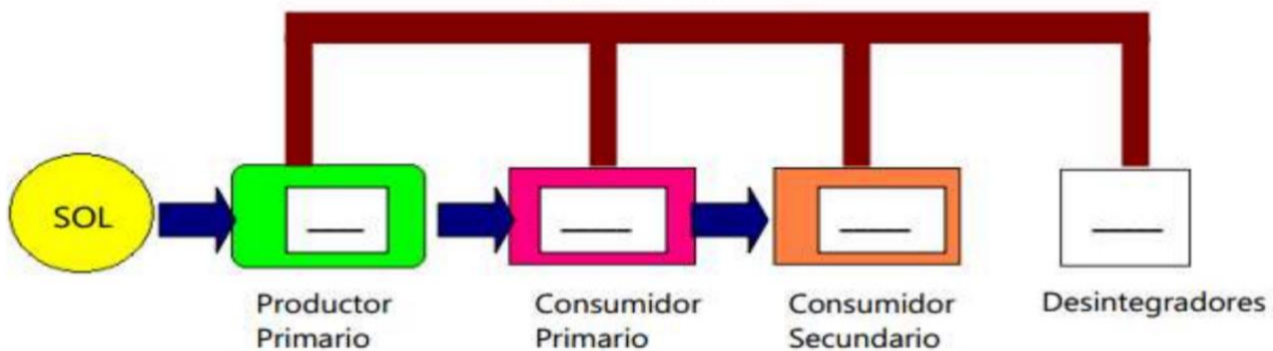 SOL
Productor
Primario
Consumidor
Primario
Consumidor
Secundario
Desintegradores